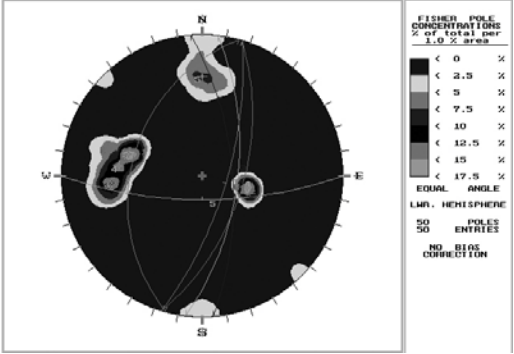 N
W
E
S
5
FISHER POLE
CONCENTRATIONS
% of total per
1.0 % area
< 0 %
< 2.5 %
< 5 %
< 7.5 %
< 10 %
< 12.5 %
< 15 %
< 17.5 %
EQUAL ANGLE
LWR. HEMISPHERE
50 POLES
50 ENTRIES
NO BIAS
CORRECTION